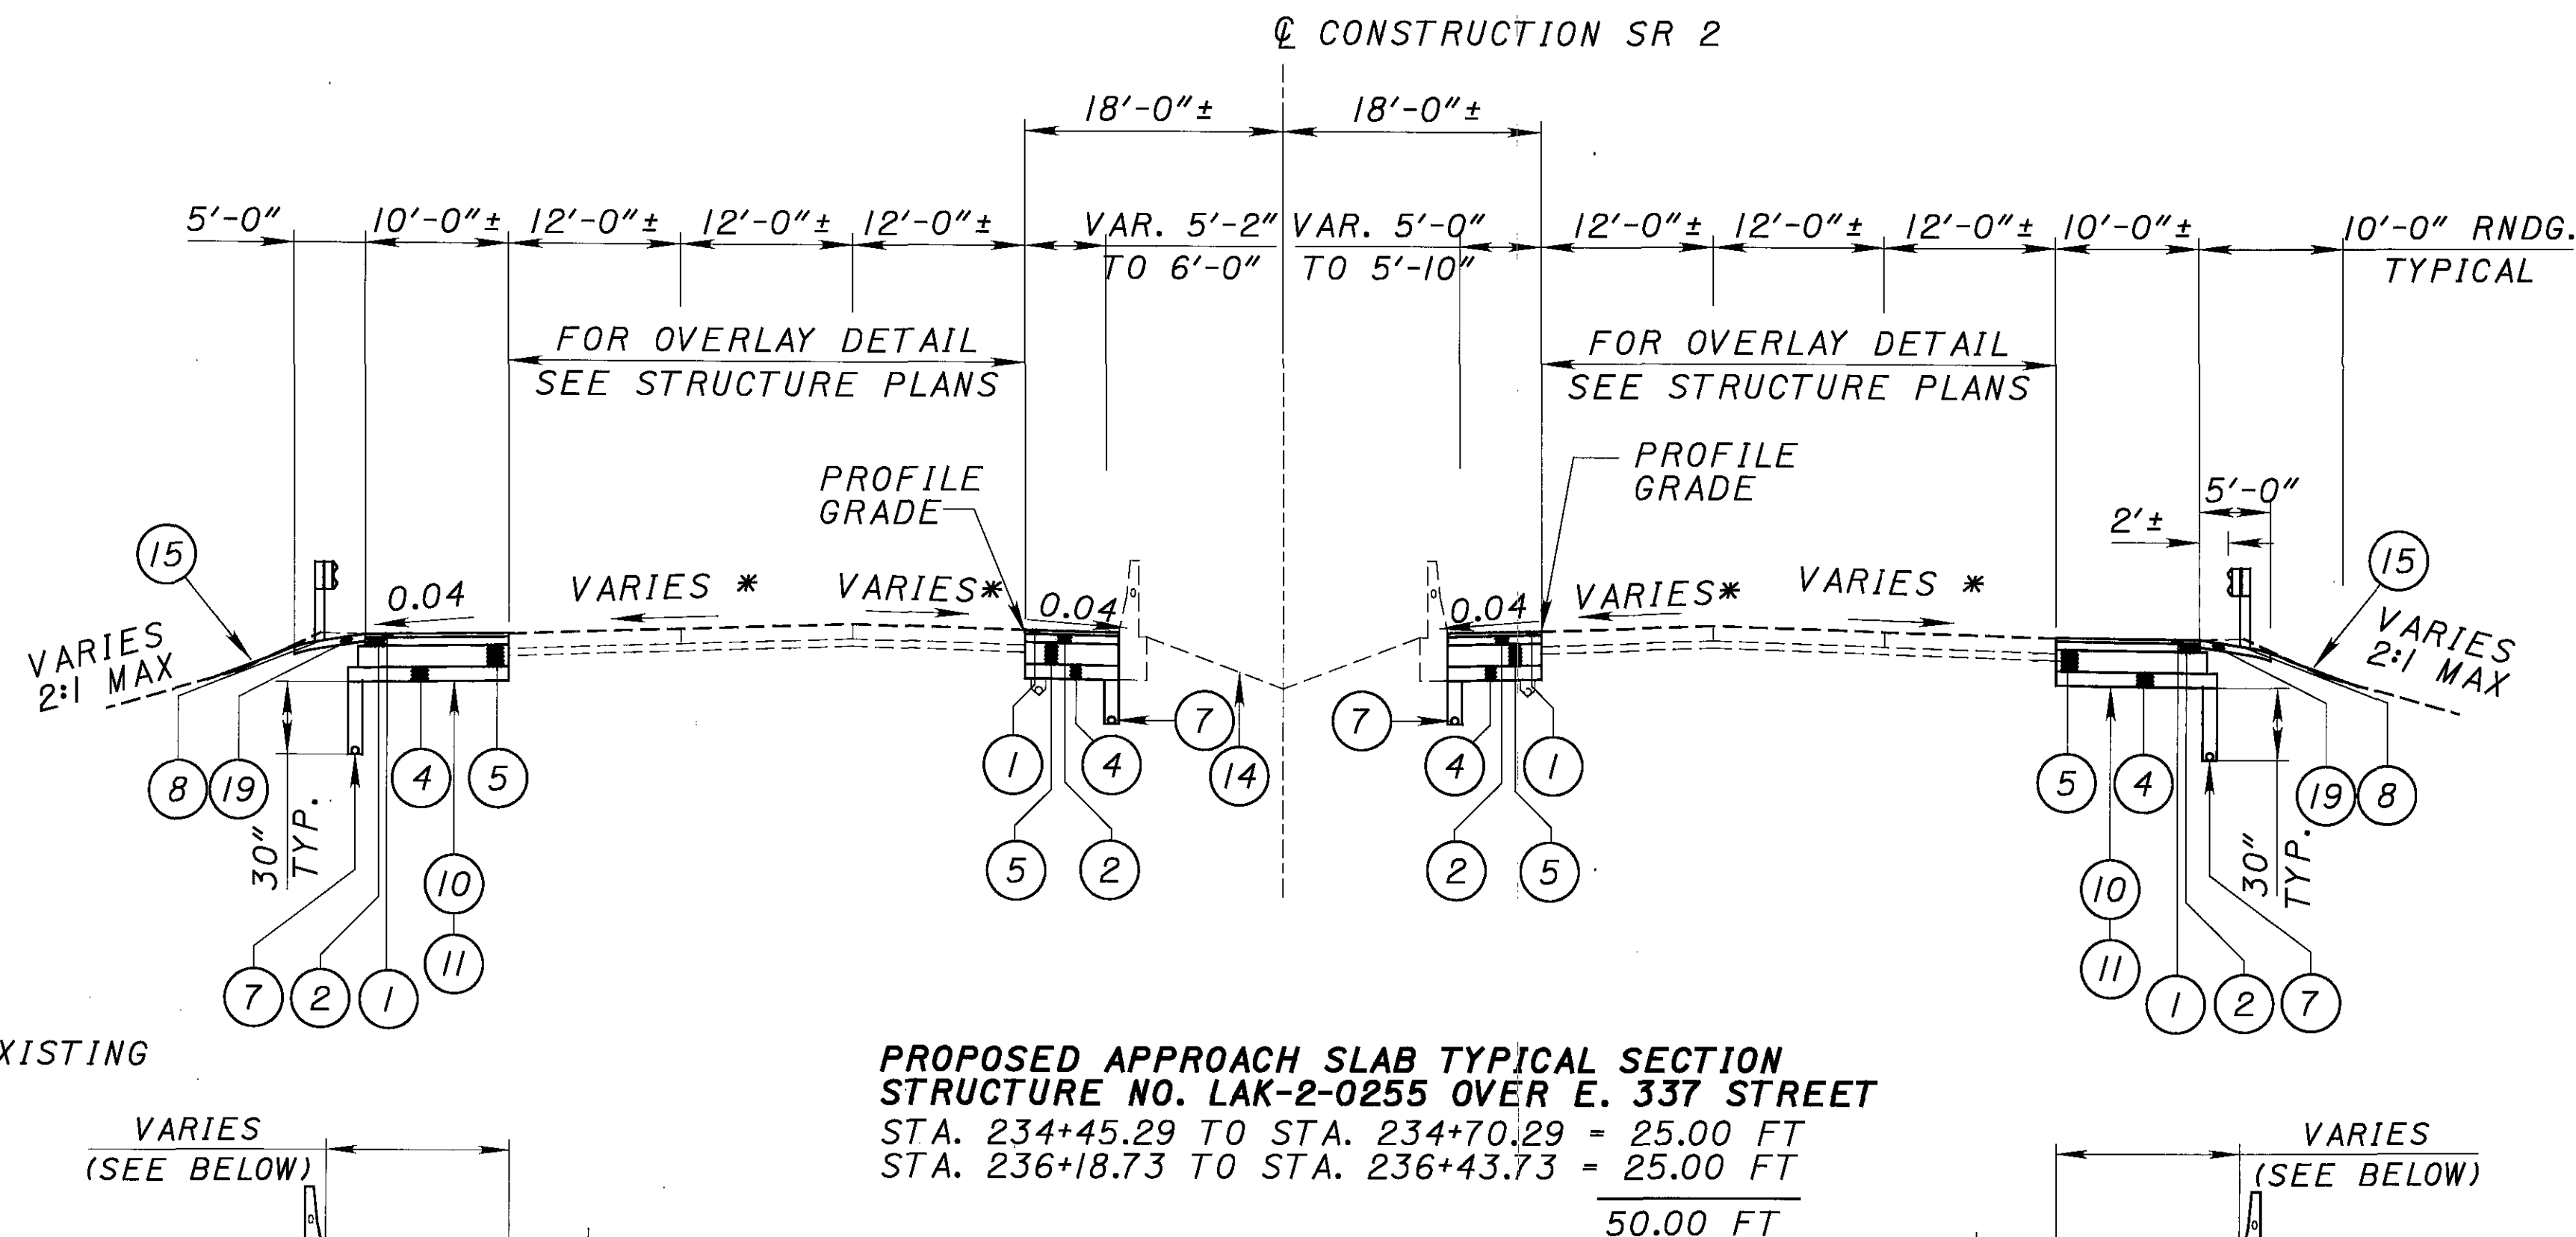 ℄ CONSTRUCTION SR 2
18'-0"± 18'-0"±
5'-0" 10'-0"± 12'-0"± 12'-0"± 12'-0"± VAR. 5'-2" VAR. 5'-0" 12'-0"± 12'-0"± 12'-0"± 10'-0"± 10'-0" RNDG.
TO 6'-0" TO 5'-10" TYPICAL
FOR OVERLAY DETAIL FOR OVERLAY DETAIL
SEE STRUCTURE PLANS SEE STRUCTURE PLANS
PROFILE PROFILE
GRADE GRADE
5'-0"
2'±
15 15
0.04 VARIES * VARIES* 0.04 0.04 VARIES* VARIES *
VARIES VARIES
2:1 MAX 2:1 MAX
7 7
8 19 4 5 1 4 14 4 1 5 4 19 8
30" 30"
TYP. TYP.
10 5 2 2 5 10
11 11
7 2 1 1 2 7
XISTING
PROPOSED APPROACH SLAB TYPICAL SECTION
STRUCTURE NO. LAK-2-0255 OVER E. 337 STREET
STA. 234+45.29 TO STA. 234+70.29 = 25.00 FT
STA. 236+18.73 TO STA. 236+43.73 = 25.00 FT
50.00 FT
VARIES VARIES
(SEE BELOW) (SEE BELOW)